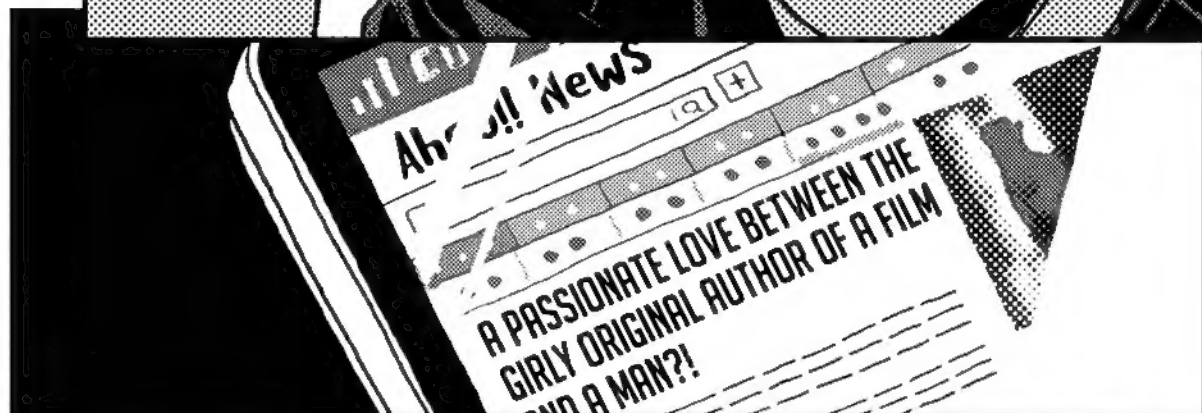 News
A PASSIONATE LOVE BETWEEN THE
GIRLY ORIGINAL AUTHOR OF A FILM
AND A MAN?!